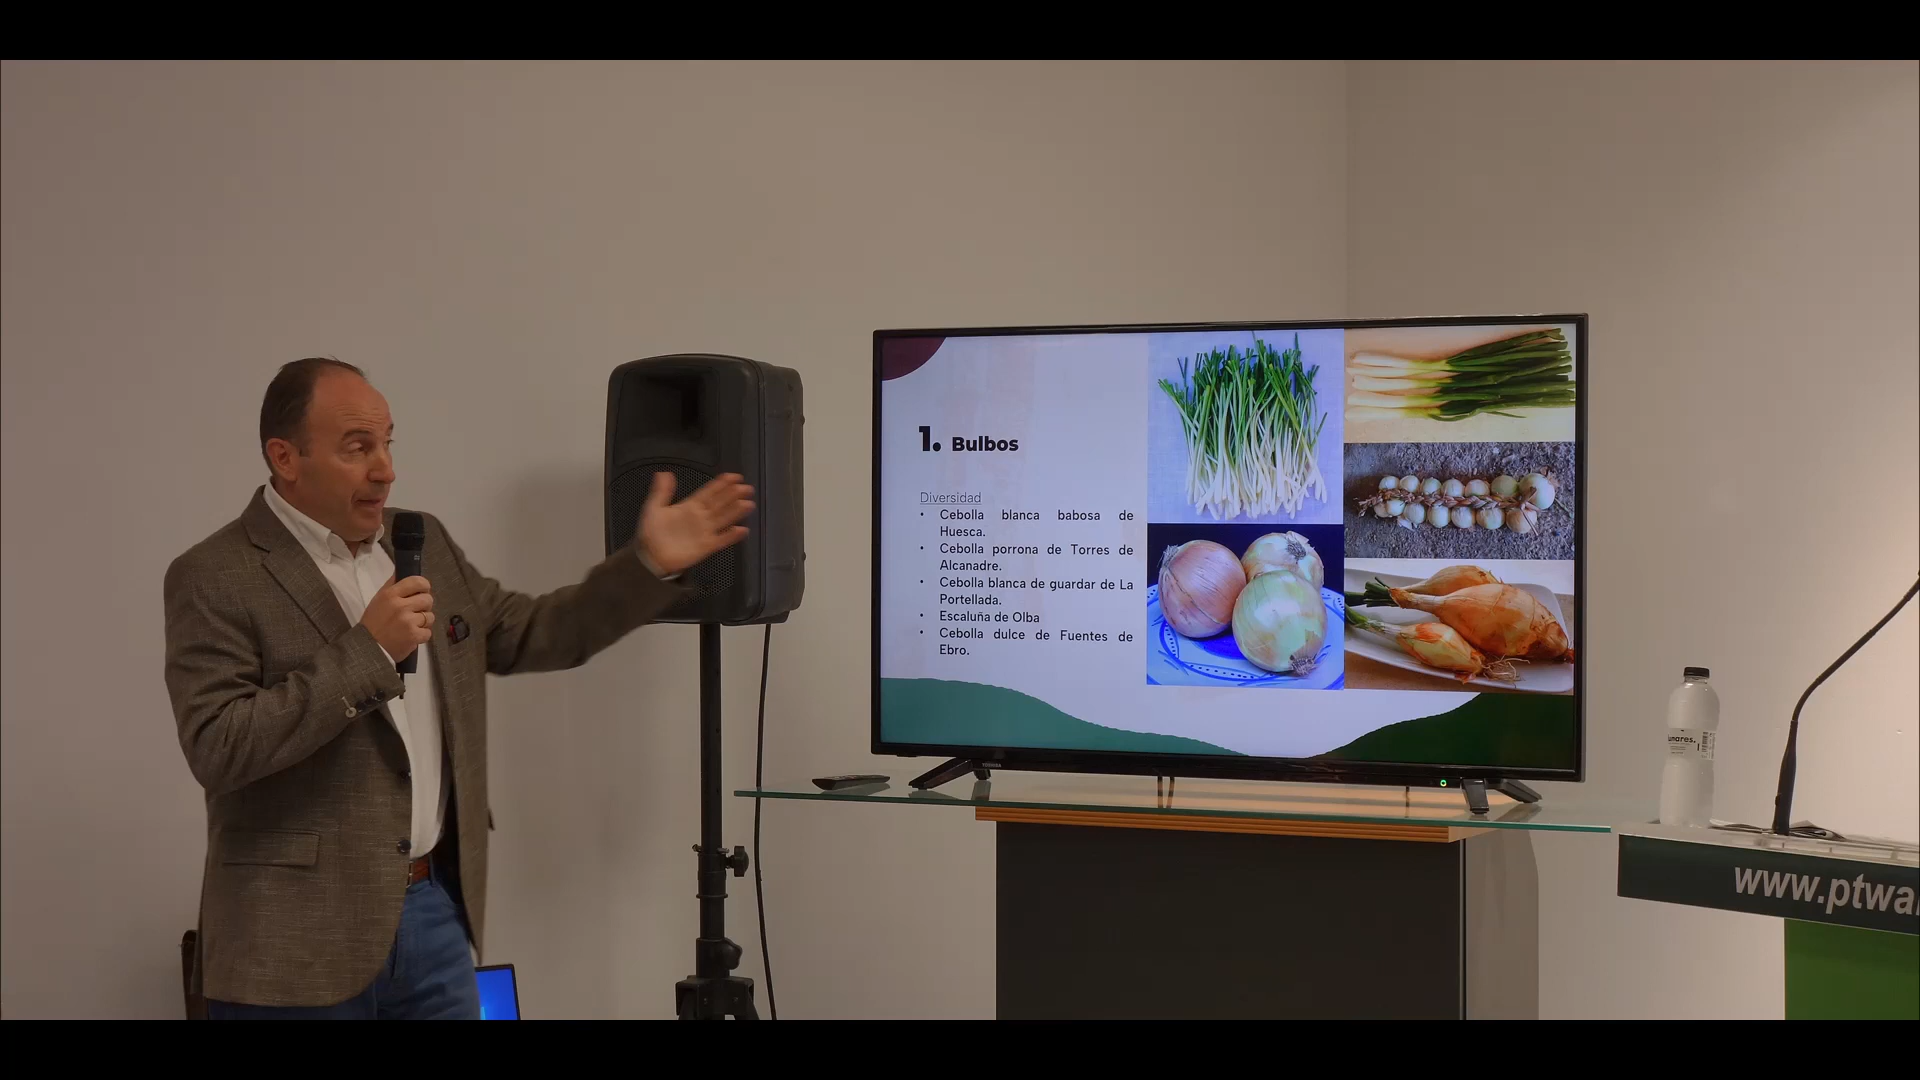 1. Bulbos
Diversidad
• Cebolla blanca babosa de
Huesca.
• Cebolla porrona de Torres de
Alcanadre.
• Cebolla blanca de guardar de La
Portellada.
• Escaluña de Olba
• Cebolla dulce de Fuentes de
Ebro.
TOSHIBA
www.ptwa